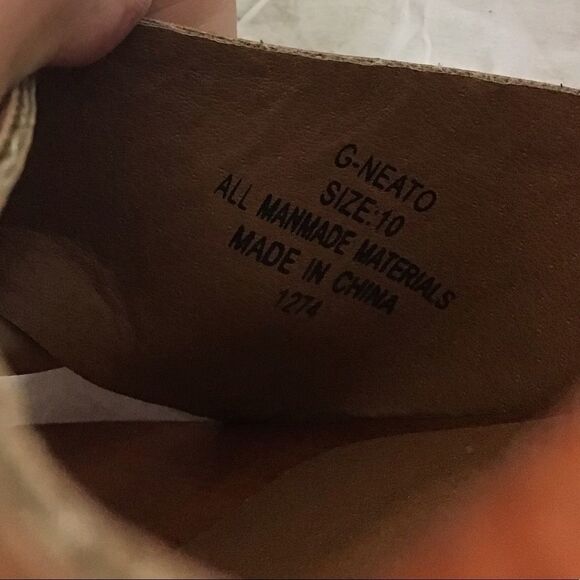 G-NEATO
SIZE:10
ALL MANMADE MATERIALS
MADE IN CHINA
1274